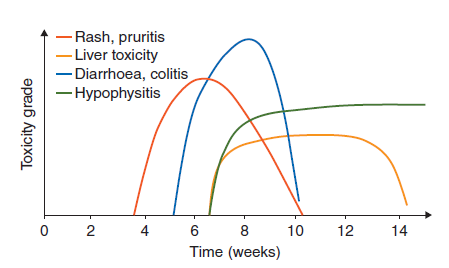 Rash, pruritis
Liver toxicity
Diarrhoea, colitis
Hypophysitis
Toxicity grade
0 2 4 6 8 10 12 14
Time (weeks)